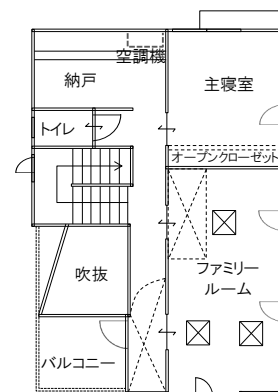 空調機
納戸
主寝室
トイレ
オープンクローゼット
吹抜
ファミリー
ルーム
バルコニー